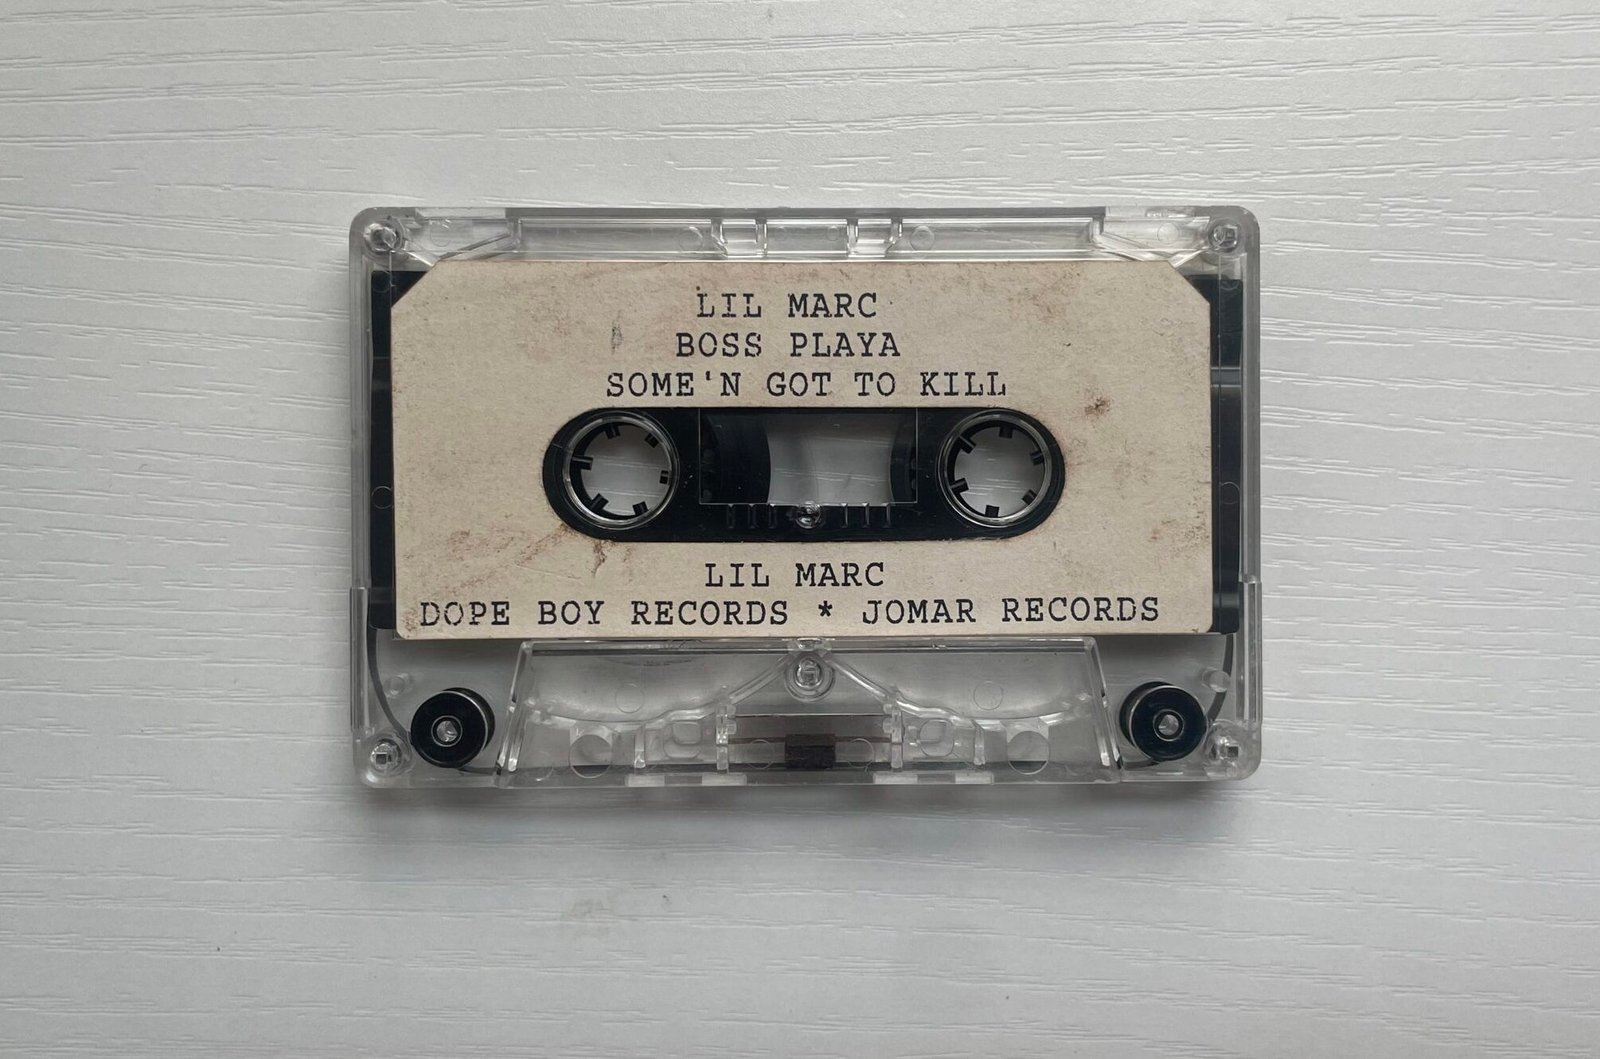 LIL MARC
BOSS PLAYA
SOME'N GOT TO KILL
LIL MARC
DOPE BOY RECORDS * JOMAR RECORDS